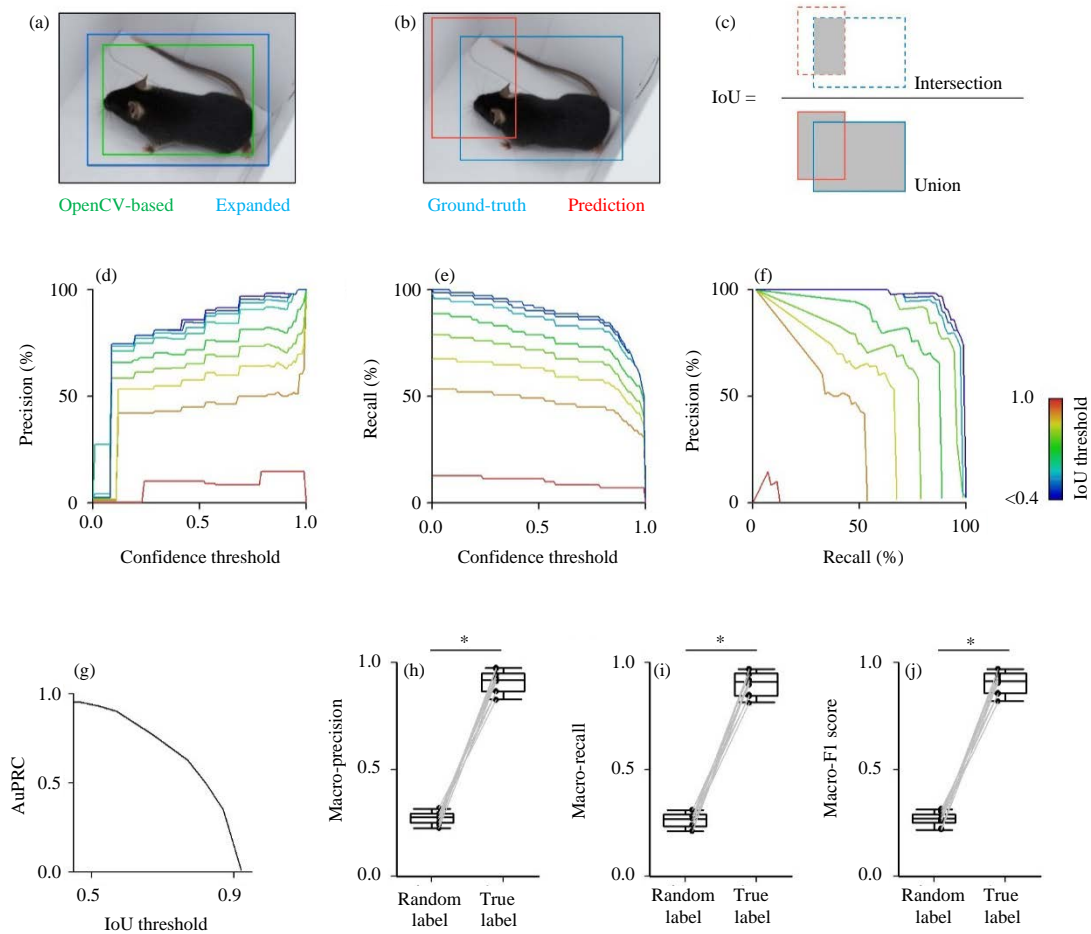 (a)
OpenCV-based Expanded
(b)
Ground-truth Prediction
(c)
IoU =
Intersection
Union
(d)
Precision (%)
100
50
0
0.0 0.5 1.0
Confidence threshold
(e)
Recall (%)
100
50
0
0.0 0.5 1.0
Confidence threshold
(f)
Precision (%)
100
50
0
0 50 100
Recall (%)
1.0
<0.4
IoU threshold
(g)
AuPRC
1.0
0.5
0.0
0.5 0.9
IoU threshold
(h)
*
Macro-precision
1.0
0.5
0.0
Random label
True label
(i)
*
Macro-recall
1.0
0.5
0.0
Random label
True label
(j)
*
Macro-F1 score
1.0
0.5
0.0
Random label
True label